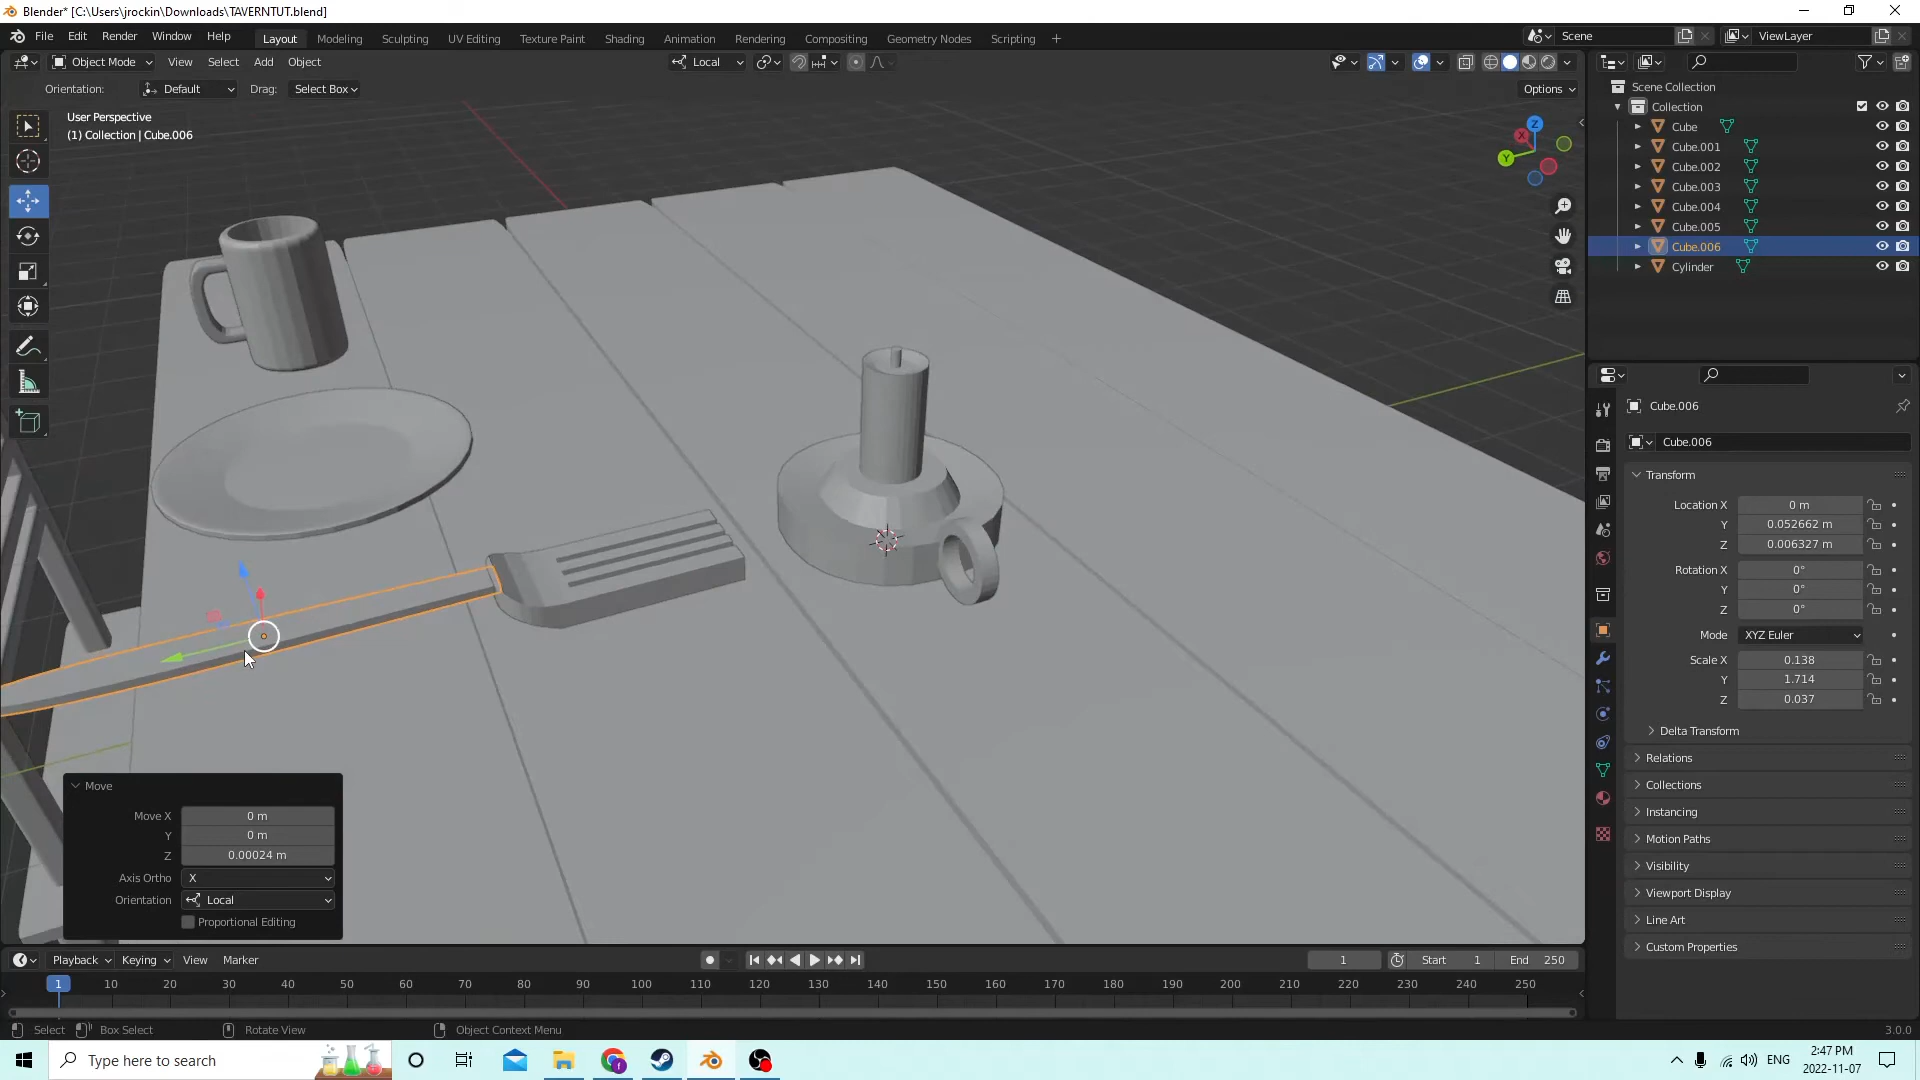 Blender* [C:\Users\jrockin\Downloads\TAVERNTUT.blend]
File Edit Render Window Help Layout Modeling Sculpting UV Editing Texture Paint Shading Animation Rendering Compositing Geometry Nodes Scripting + Scene ViewLayer
Object Mode View Select Add Object Local
Orientation: Default Drag: Select Box Options
User Perspective
(1) Collection | Cube.006
Z
X
Y
Scene Collection
Collection
Cube
Cube.001
Cube.002
Cube.003
Cube.004
Cube.005
Cube.006
Cylinder
Cube.006
Cube.006
Transform
Location X 0 m
Y 0.052662 m
Z 0.006327 m
Rotation X 0°
Y 0°
Z 0°
Mode XYZ Euler
Scale X 0.138
Y 1.714
Z 0.037
Delta Transform
Relations
Collections
Instancing
Motion Paths
Visibility
Viewport Display
Line Art
Custom Properties
Move
Move X 0 m
Y 0 m
Z 0.00024 m
Axis Ortho X
Orientation Local
Proportional Editing
Playback Keying View Marker 1 Start 1 End 250
1 10 20 30 40 50 60 70 80 90 100 110 120 130 140 150 160 170 180 190 200 210 220 230 240 250
Select Box Select Rotate View Object Context Menu 3.0.0
Type here to search ENG 2:47 PM
2022-11-07